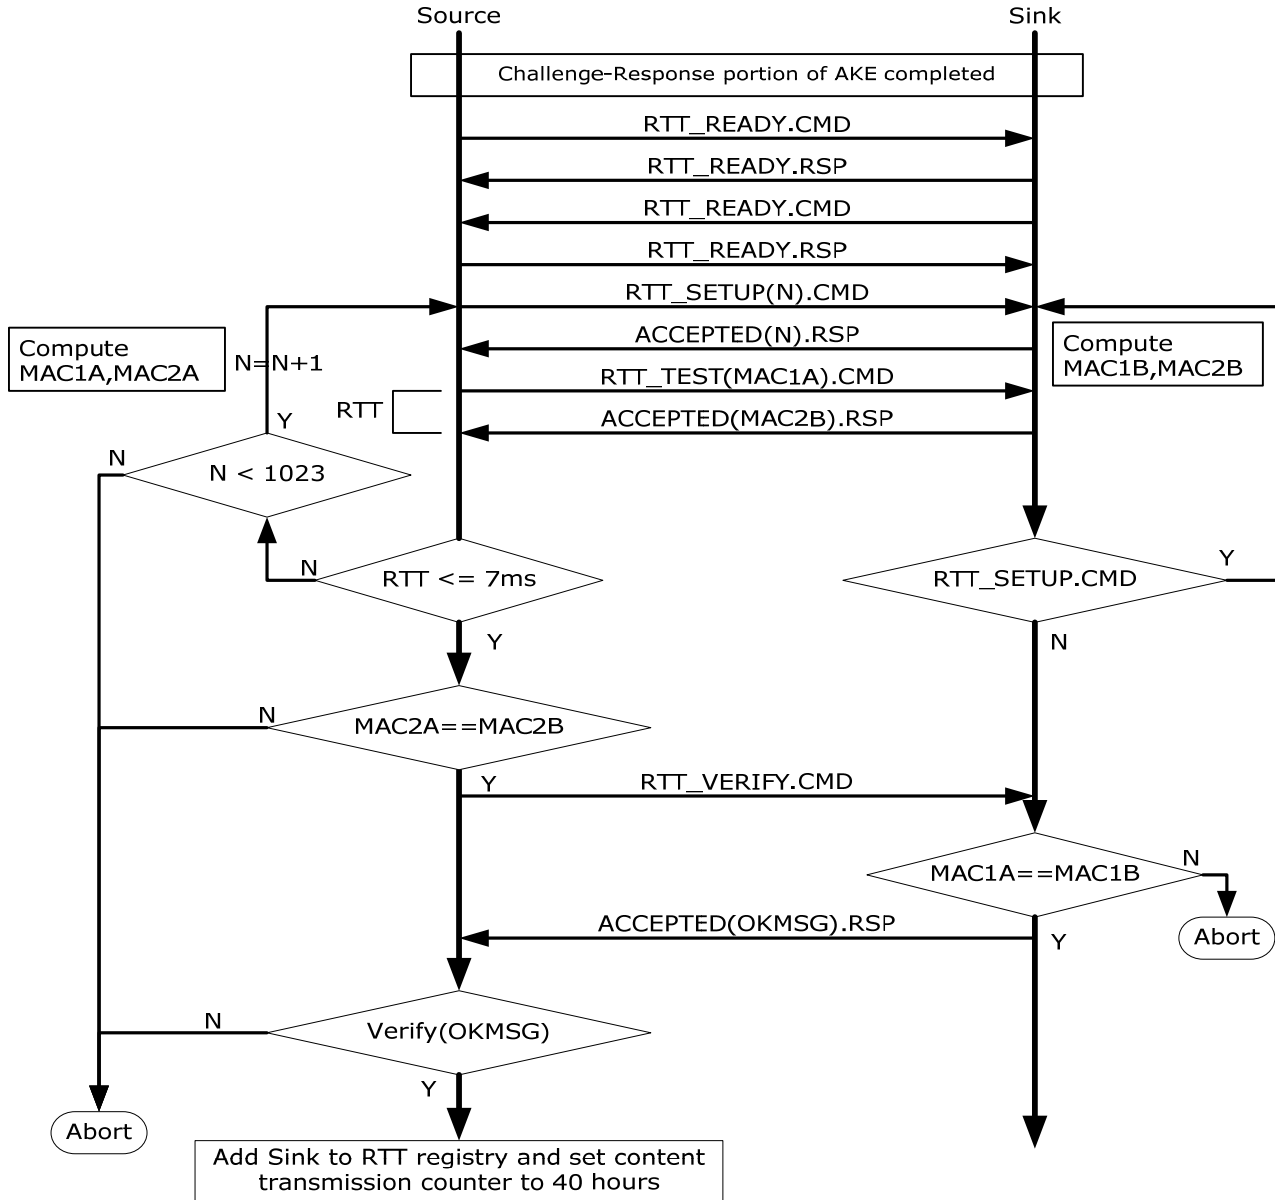 Source
Sink
Challenge-Response portion of AKE completed
RTT_READY.CMD
RTT_READY.RSP
RTT_READY.CMD
RTT_READY.RSP
RTT_SETUP(N).CMD
Compute
MAC1A,MAC2A
N=N+1
ACCEPTED(N).RSP
Compute
MAC1B,MAC2B
RTT_TEST(MAC1A).CMD
RTT
ACCEPTED(MAC2B).RSP
Y
N
N < 1023
N
RTT <= 7ms
RTT_SETUP.CMD
Y
Y
N
N
MAC2A==MAC2B
Y
RTT_VERIFY.CMD
MAC1A==MAC1B
N
ACCEPTED(OKMSG).RSP
Y
Abort
N
Verify(OKMSG)
Y
Abort
Add Sink to RTT registry and set content
transmission counter to 40 hours